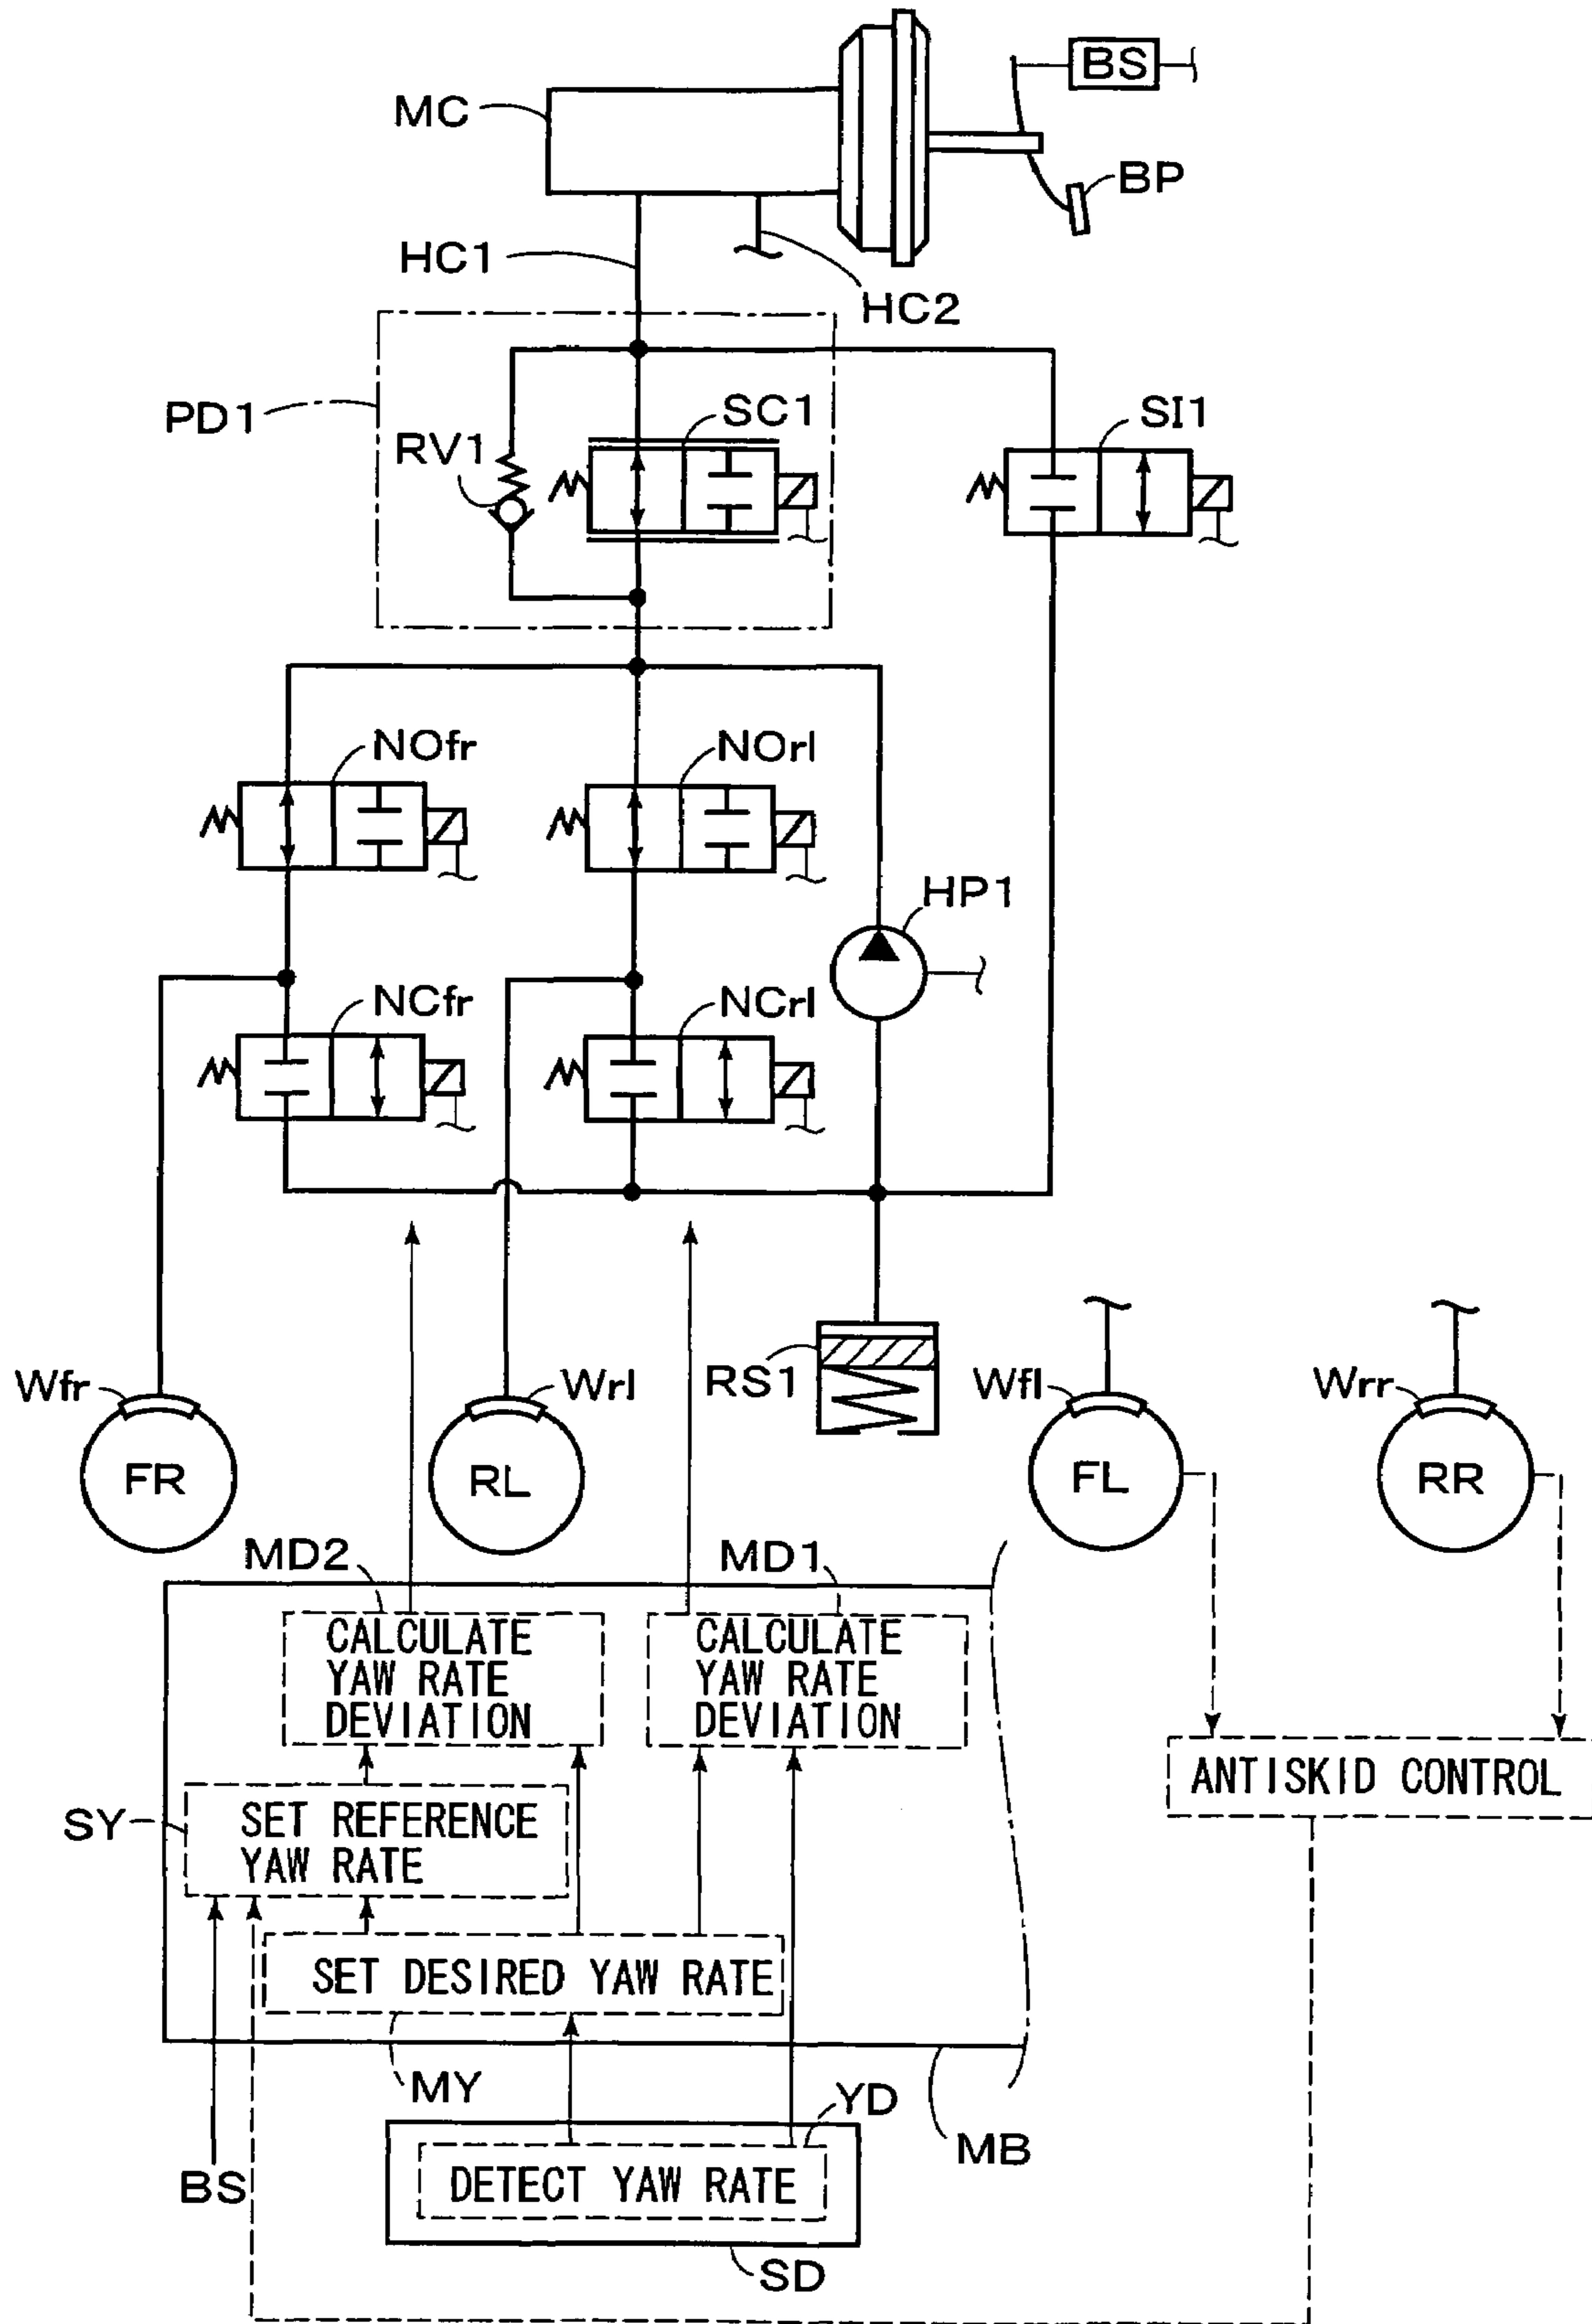 BS
MC
BP
HC1
HC2
PD1
SC1
SI1
RV1
NOfr
NOrl
HP1
NCfr
NCrl
RS1
Wfr
Wrl
Wfl
Wrr
FR
RL
FL
RR
MD2
MD1
CALCULATE
YAW RATE
DEVIATION
CALCULATE
YAW RATE
DEVIATION
ANTISKID CONTROL
SY
SET REFERENCE
YAW RATE
SET DESIRED YAW RATE
MY
YD
MB
BS
DETECT YAW RATE
SD